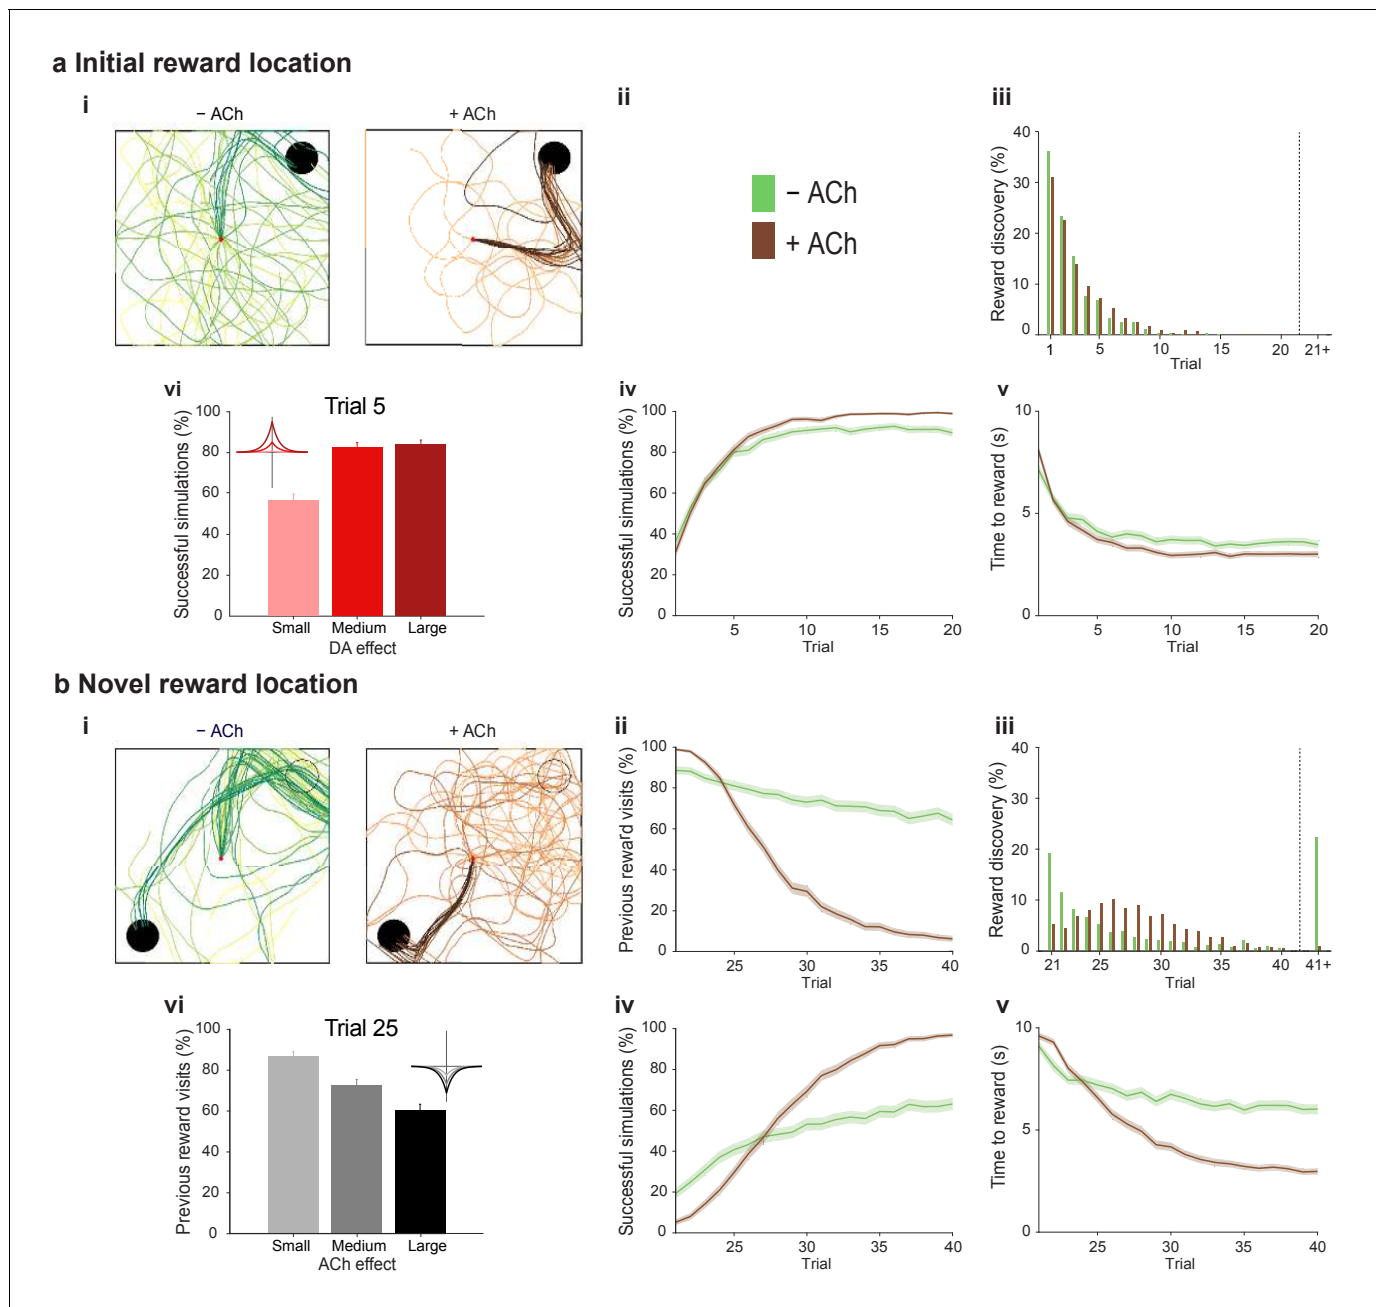 a Initial reward location
i
− ACh
+ ACh
ii
− ACh
+ ACh
iii
Reward discovery (%)
40
30
20
10
0
1
5
10
15
20
21+
Trial
vi
Trial 5
Successful simulations (%)
100
80
60
40
20
0
Small
Medium
Large
DA effect
iv
Successful simulations (%)
100
80
60
40
20
0
5
10
15
20
Trial
v
Time to reward (s)
10
5
0
5
10
15
20
Trial
b Novel reward location
i
− ACh
+ ACh
ii
Previous reward visits (%)
100
80
60
40
20
0
25
30
35
40
Trial
iii
Reward discovery (%)
40
30
20
10
0
21
25
30
35
40
41+
Trial
vi
Trial 25
Previous reward visits (%)
100
80
60
40
20
0
Small
Medium
Large
ACh effect
iv
Successful simulations (%)
100
80
60
40
20
0
25
30
35
40
Trial
v
Time to reward (s)
10
5
0
25
30
35
40
Trial